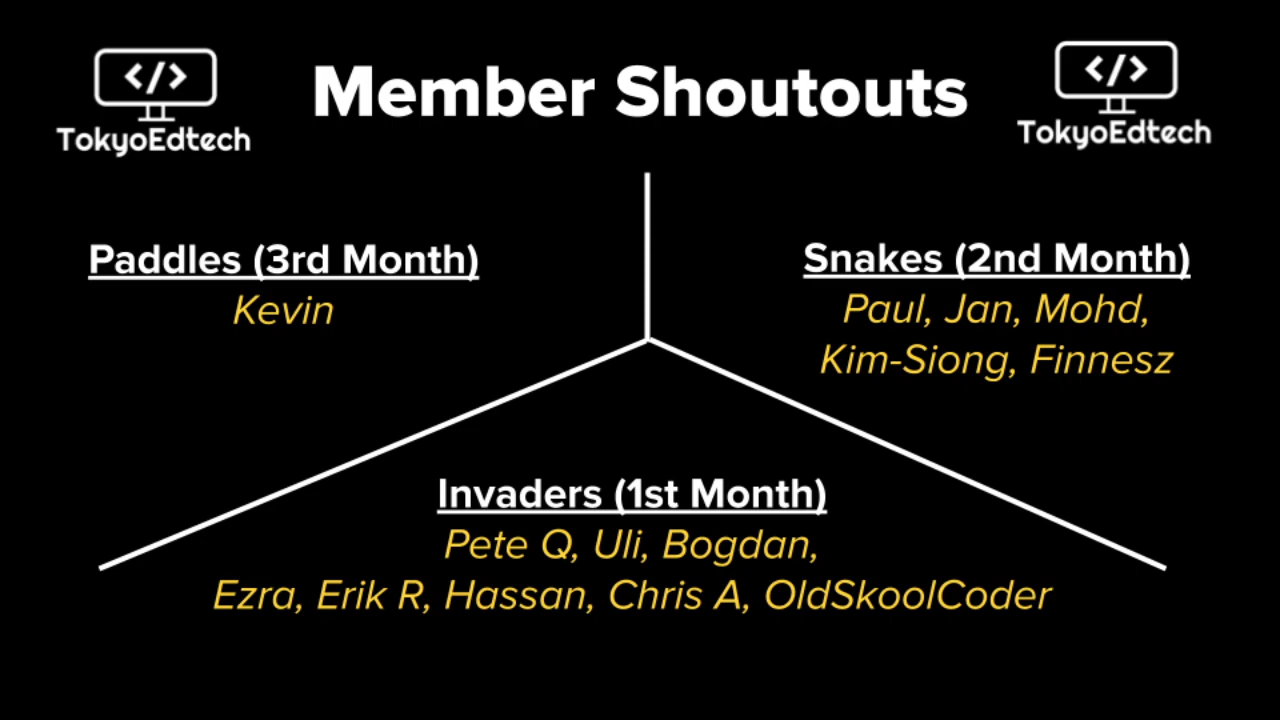 </>
TokyoEdtech
Member Shoutouts
</>
TokyoEdtech
Paddles (3rd Month)
Kevin
Snakes (2nd Month)
Paul, Jan, Mohd,
Kim-Siong, Finnesz
Invaders (1st Month)
Pete Q, Uli, Bogdan,
Ezra, Erik R, Hassan, Chris A, OldSkoolCoder